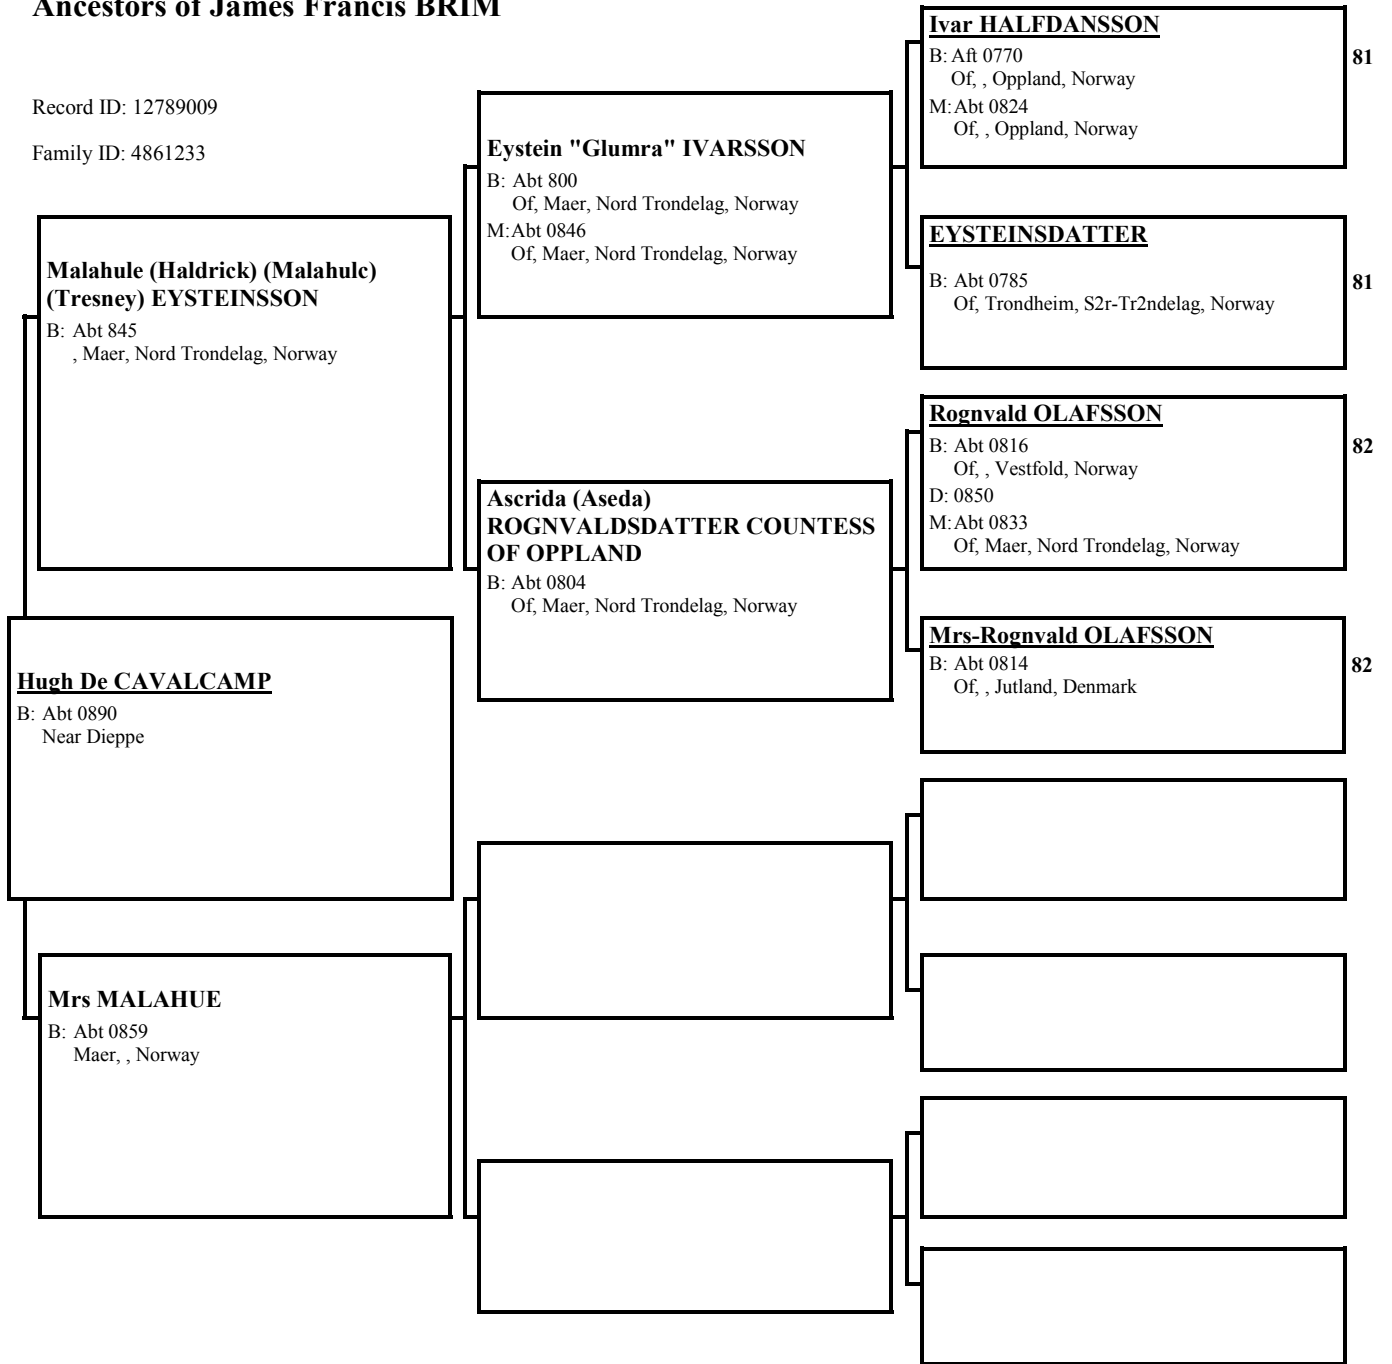 Ancestors of James Francis BRIM
Record ID: 12789009
Family ID: 4861233
Malahule (Haldrick) (Malahulc)
(Tresney) EYSTEINSSON
B: Abt 845
, Maer, Nord Trondelag, Norway
Hugh De CAVALCAMP
B: Abt 0890
Near Dieppe
Mrs MALAHUE
B: Abt 0859
Maer, , Norway
Eystein "Glumra" IVARSSON
B: Abt 800
Of, Maer, Nord Trondelag, Norway
M:Abt 0846
Of, Maer, Nord Trondelag, Norway
Ascrida (Aseda)
ROGNVALDSDATTER COUNTESS
OF OPPLAND
B: Abt 0804
Of, Maer, Nord Trondelag, Norway
Ivar HALFDANSSON
B: Aft 0770
Of, , Oppland, Norway
M:Abt 0824
Of, , Oppland, Norway
81
EYSTEINSDATTER
B: Abt 0785
Of, Trondheim, S2r-Tr2ndelag, Norway
81
Rognvald OLAFSSON
B: Abt 0816
Of, , Vestfold, Norway
D: 0850
M:Abt 0833
Of, Maer, Nord Trondelag, Norway
82
Mrs-Rognvald OLAFSSON
B: Abt 0814
Of, , Jutland, Denmark
82